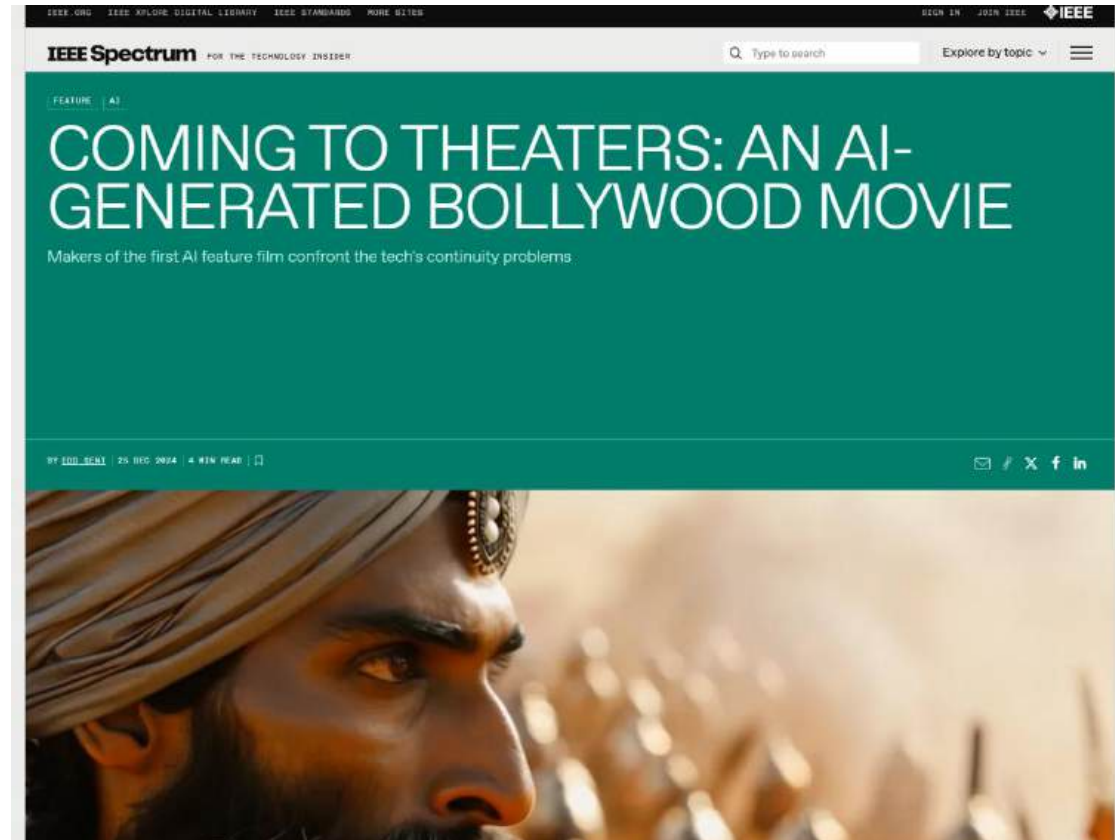 IEEE.ORG IEEE XPLORE DIGITAL LIBRARY IEEE STANDARDS MORE SITES SIGN IN JOIN IEEE IEEE
IEEE Spectrum FOR THE TECHNOLOGY INSIDER Type to search Explore by topic
FEATURE AI
COMING TO THEATERS: AN AI-
GENERATED BOLLYWOOD MOVIE
Makers of the first AI feature film confront the tech's continuity problems
BY 25 DEC 2024 4 MIN READ